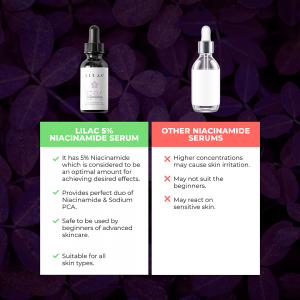 LILAC
LILAC 5%
NIACINAMIDE SERUM
It has 5% Niacinamide
which is considered to be
an optimal amount for
achieving desired effects.
Provides perfect duo of
Niacinamide & Sodium
PCA.
Safe to be used by
beginners of advanced
skincare.
Suitable for all
skin types.
OTHER NIACINAMIDE
SERUMS
Higher concentrations
may cause skin irritation.
May not suit the
beginners.
May react on
sensitive skin.